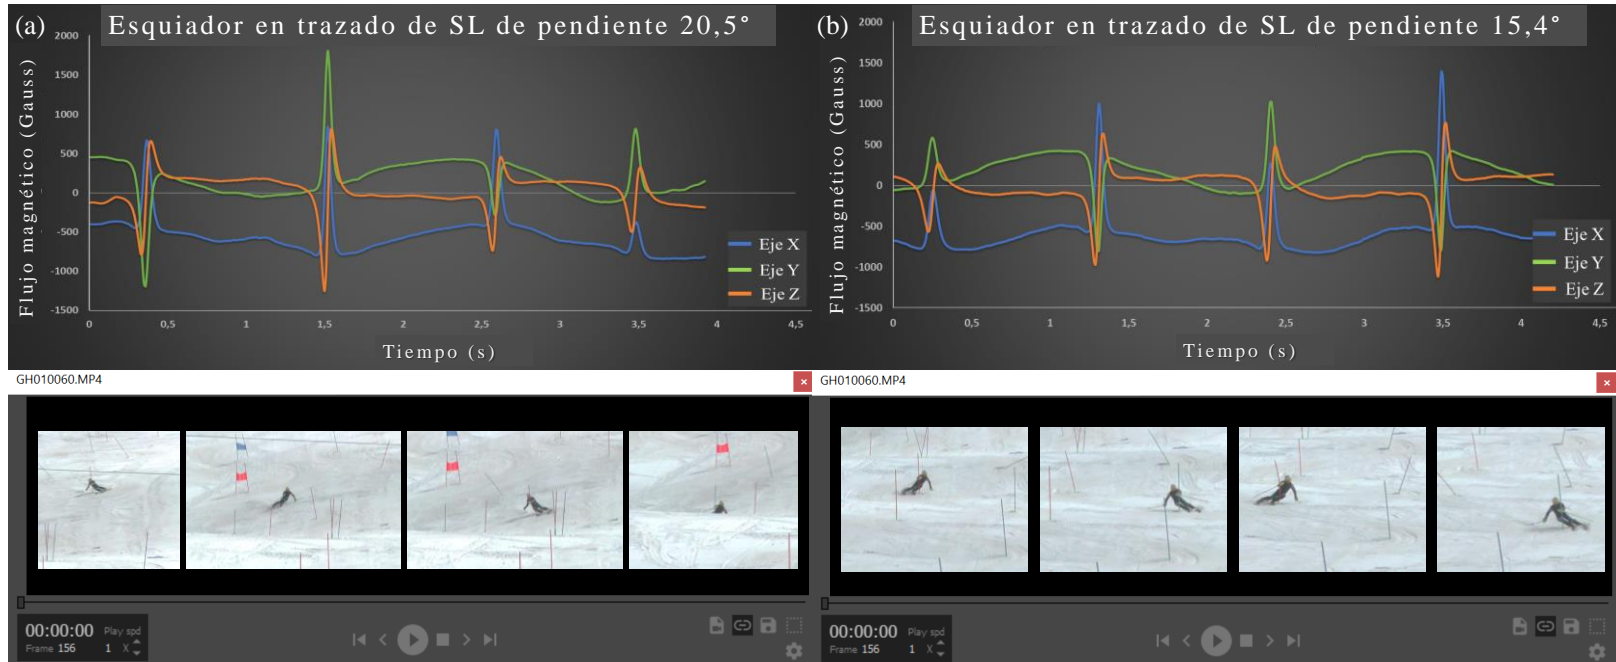 (a) Esquiador en trazado de SL de pendiente 20,5°
Flujo magnético (Gauss)
2000
1500
1000
500
0
-500
-1000
-1500
0 0,5 1 1,5 2 2,5 3 3,5 4 4,5
Tiempo (s)
Eje X
Eje Y
Eje Z
(b) Esquiador en trazado de SL de pendiente 15,4°
Flujo magnético (Gauss)
2000
1500
1000
500
0
-500
-1000
-1500
0 0,5 1 1,5 2 2,5 3 3,5 4 4,5
Tiempo (s)
Eje X
Eje Y
Eje Z
GH010060.MP4
00:00:00 Play spd
Frame 156 1 X
GH010060.MP4
00:00:00 Play spd
Frame 156 1 X